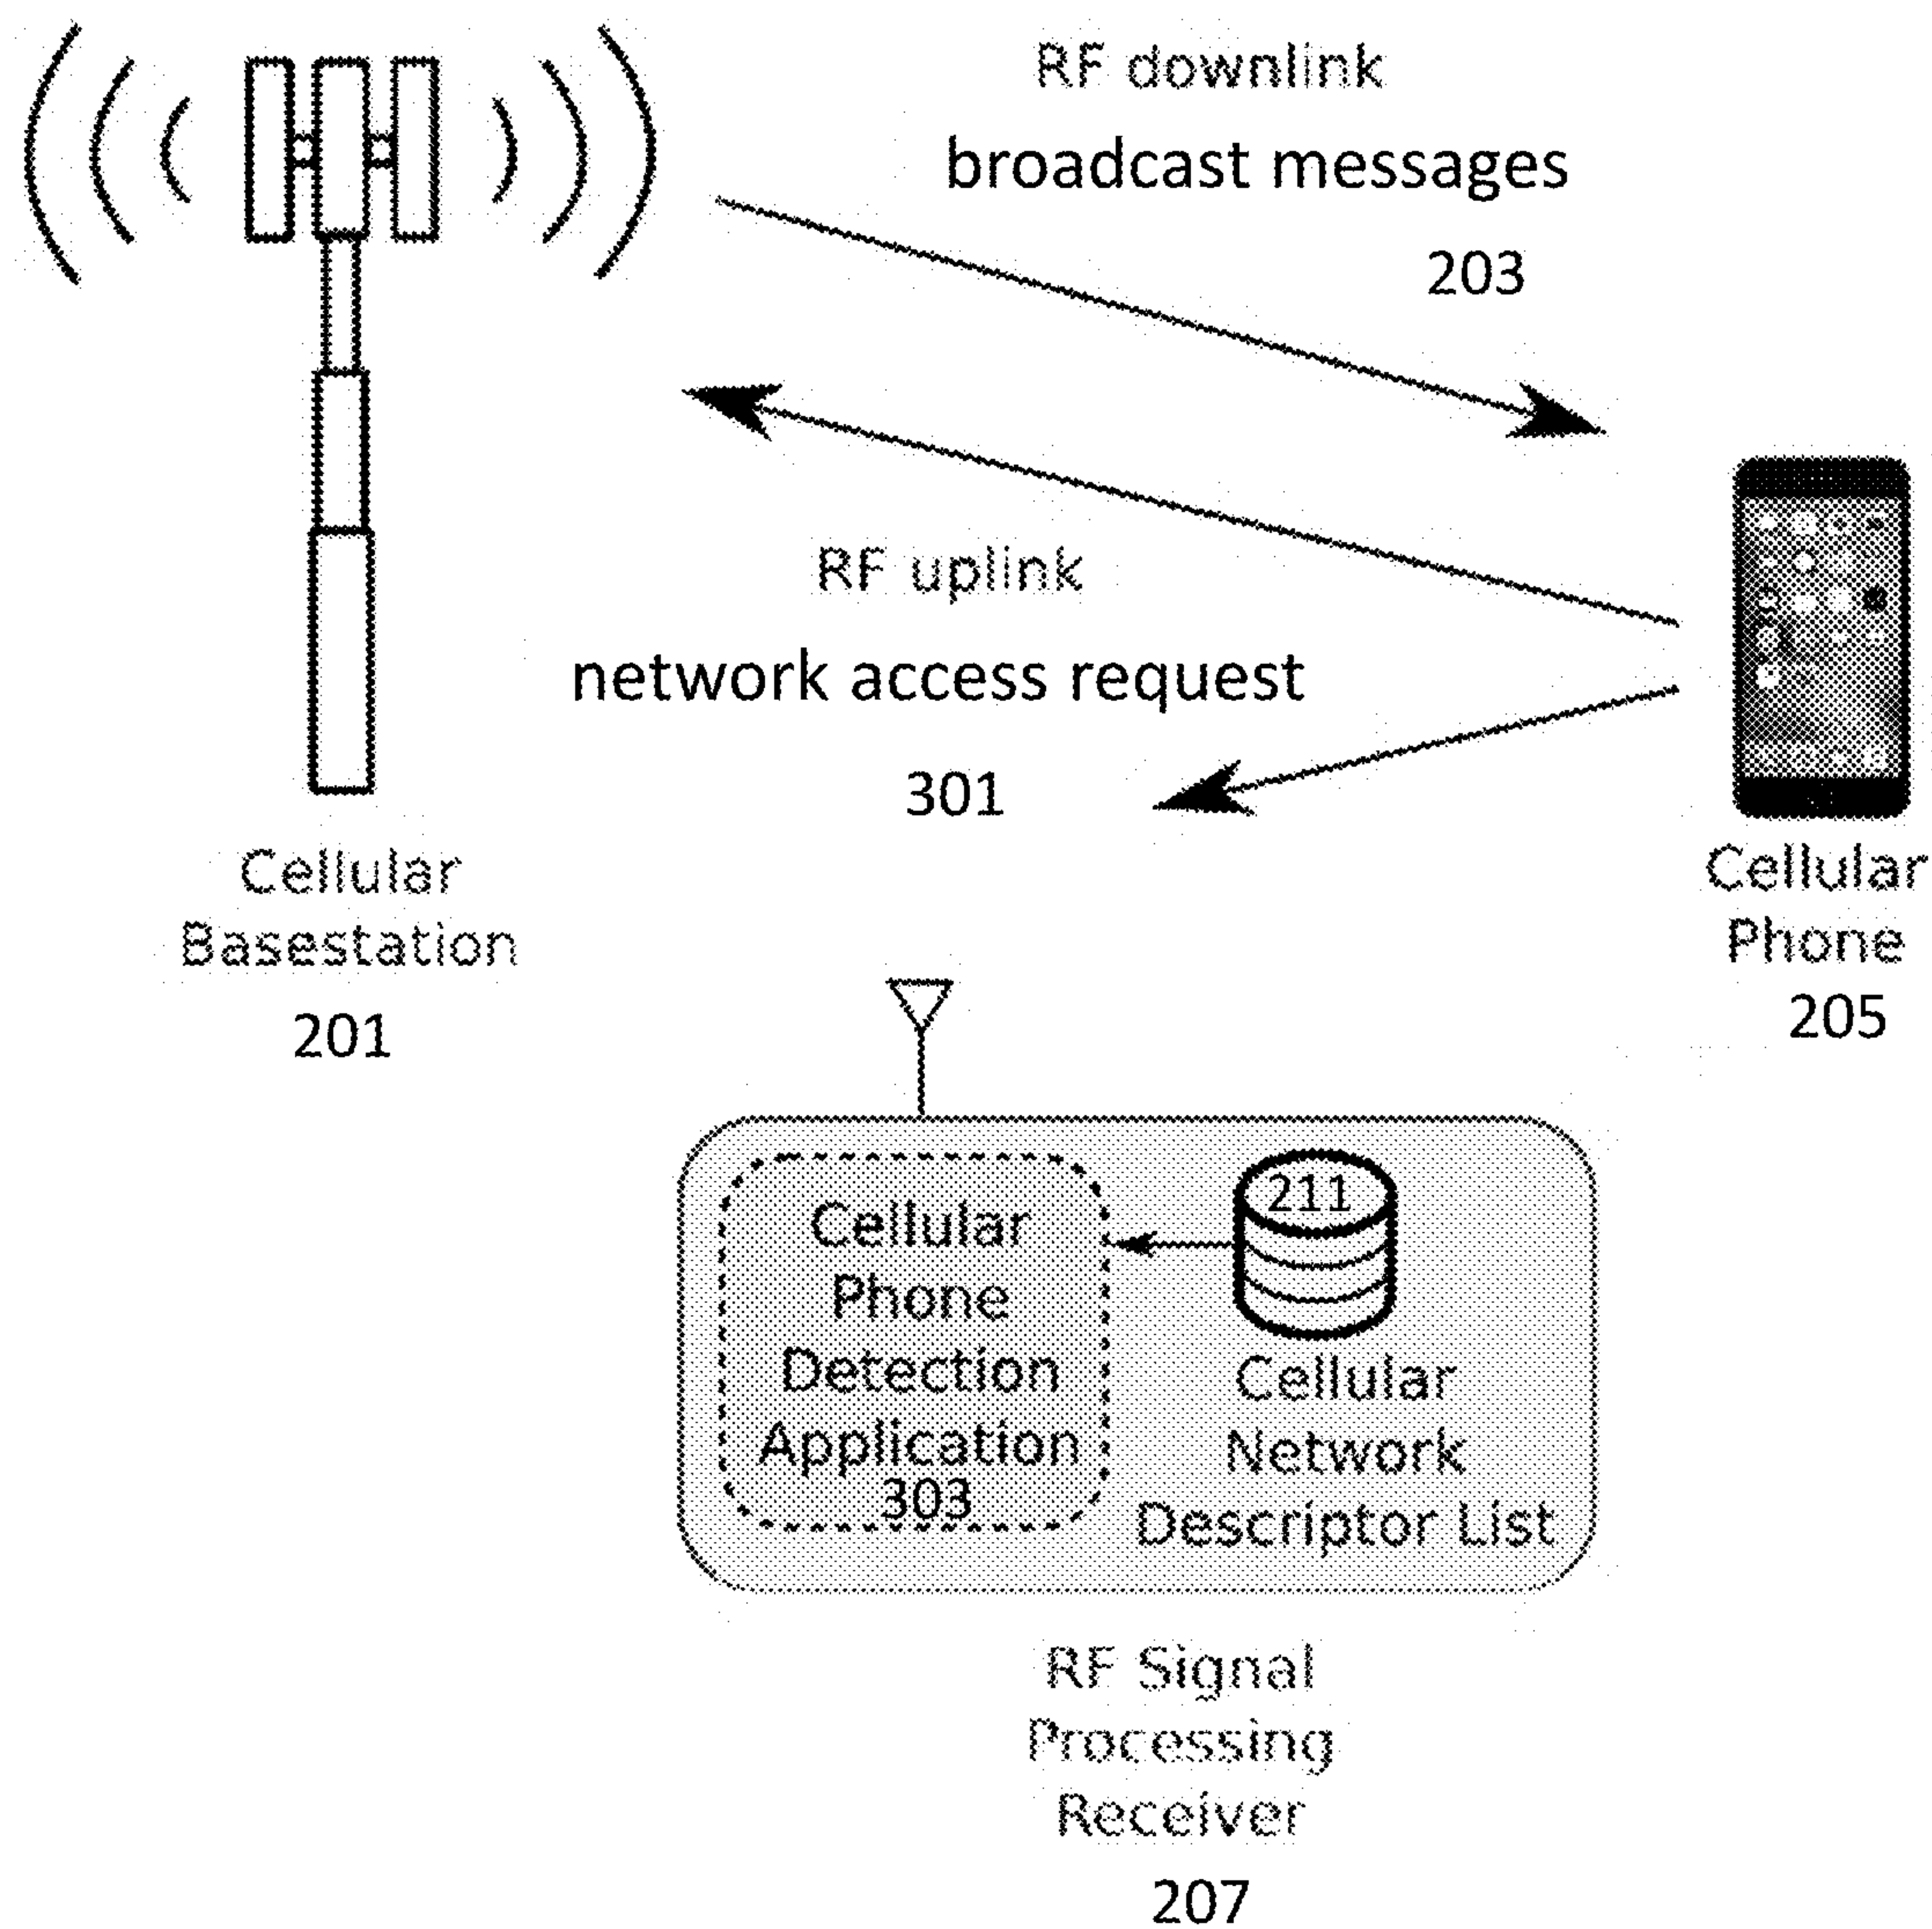 RF downlink
broadcast messages
203
RF uplink
network access request
301
Cellular
Basestation
201
Cellular
Phone
205
Cellular
Phone
Detection
Application
303
211
Cellular
Network
Descriptor List
RF Signal
Processing
Receiver
207